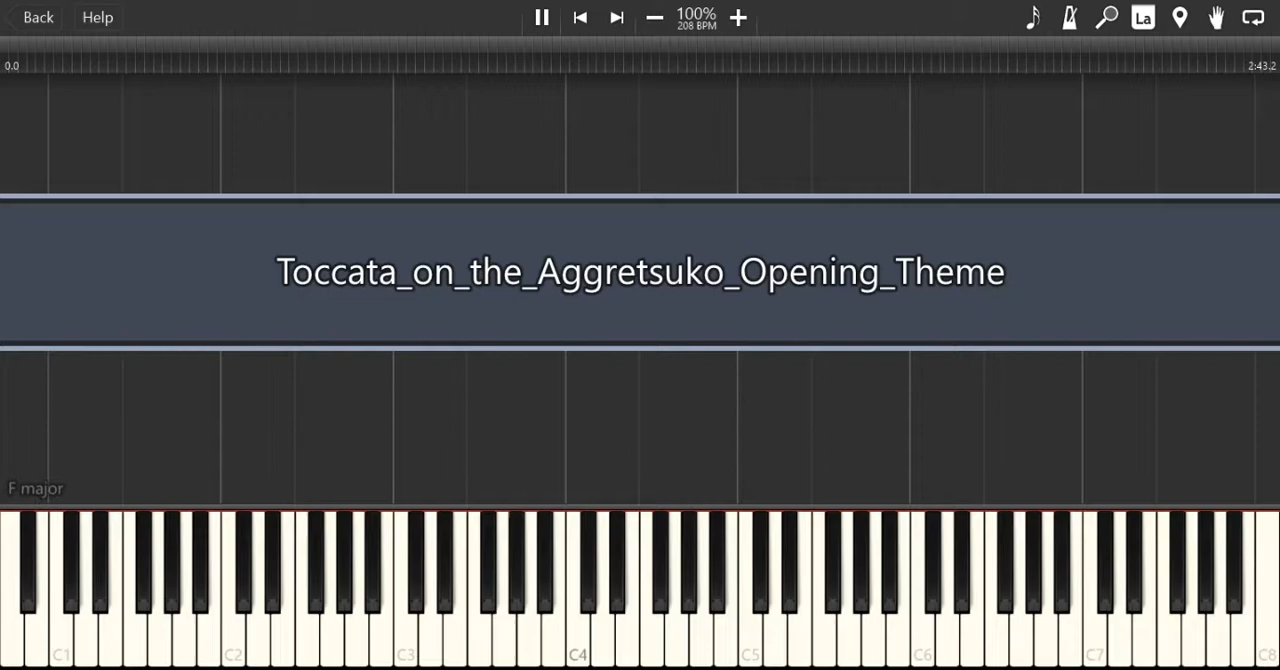 Back Help 100% La
208 BPM
0.0 2:43.2
Toccata_on_the_Aggretsuko_Opening_Theme
F major
C1 C2 C3 C4 C5 C6 C7 C8